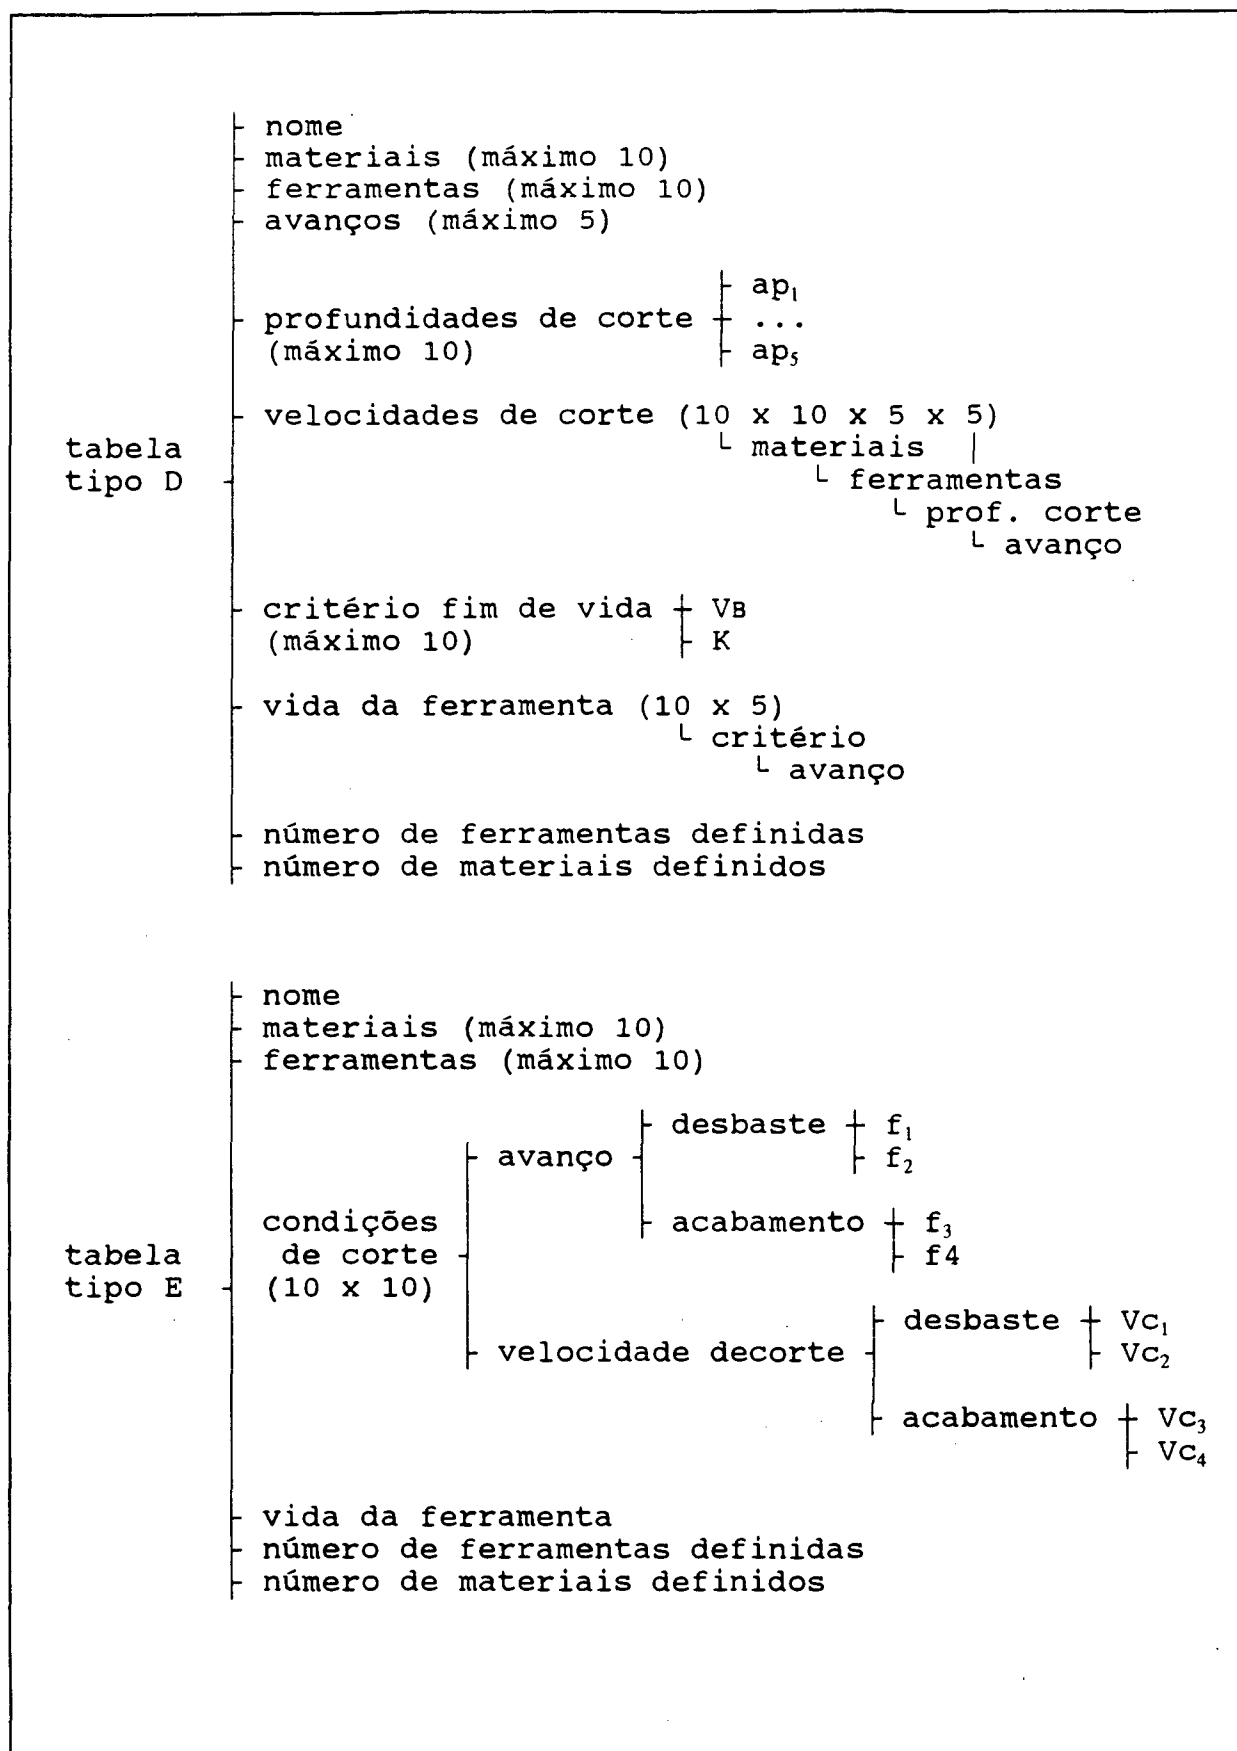 nome
materiais (máximo 10)
ferramentas (máximo 10)
avanços (máximo 5)
ap₁
profundidades de corte ...
(máximo 10) ap₅
velocidades de corte (10 x 10 x 5 x 5)
tabela materiais
tipo D ferramentas
prof. corte
avanço
critério fim de vida VB
(máximo 10) K
vida da ferramenta (10 x 5)
critério
avanço
número de ferramentas definidas
número de materiais definidos
nome
materiais (máximo 10)
ferramentas (máximo 10)
desbaste f₁
avanço f₂
condições acabamento f₃
tabela de corte f4
tipo E (10 x 10)
desbaste Vc₁
velocidade decorte Vc₂
acabamento Vc₃
Vc₄
vida da ferramenta
número de ferramentas definidas
número de materiais definidos